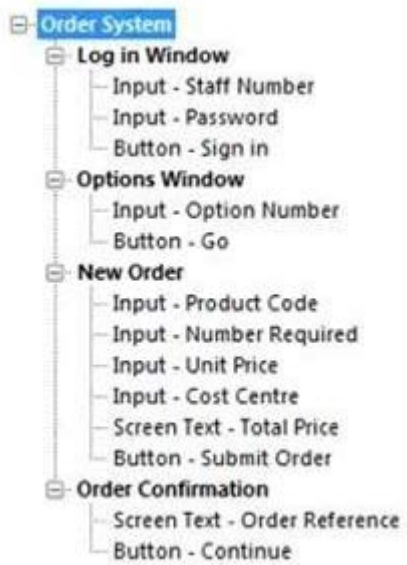 Order System
Log in Window
Input - Staff Number
Input - Password
Button - Sign in
Options Window
Input - Option Number
Button - Go
New Order
Input - Product Code
Input - Number Required
Input - Unit Price
Input - Cost Centre
Screen Text - Total Price
Button - Submit Order
Order Confirmation
Screen Text - Order Reference
Button - Continue